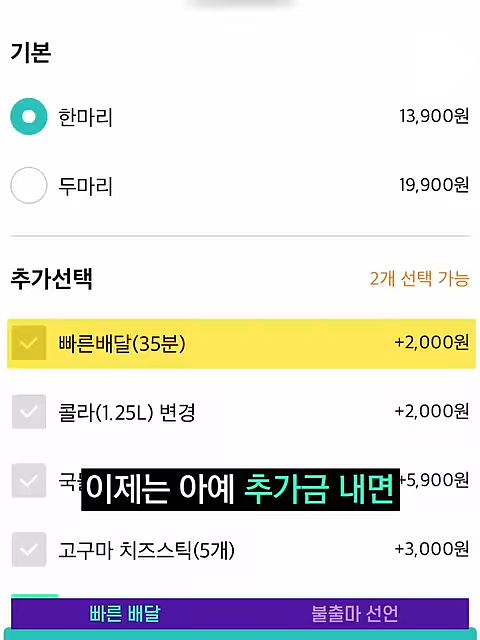 기본
한마리 13,900원
두마리 19,900원
추가선택 2개 선택 가능
빠른배달(35분) +2,000원
콜라(1.25L) 변경 +2,000원
+5,900원
이제는 아예 추가금 내면
고구마 치즈스틱(5개) +3,000원
빠른 배달 불출마 선언